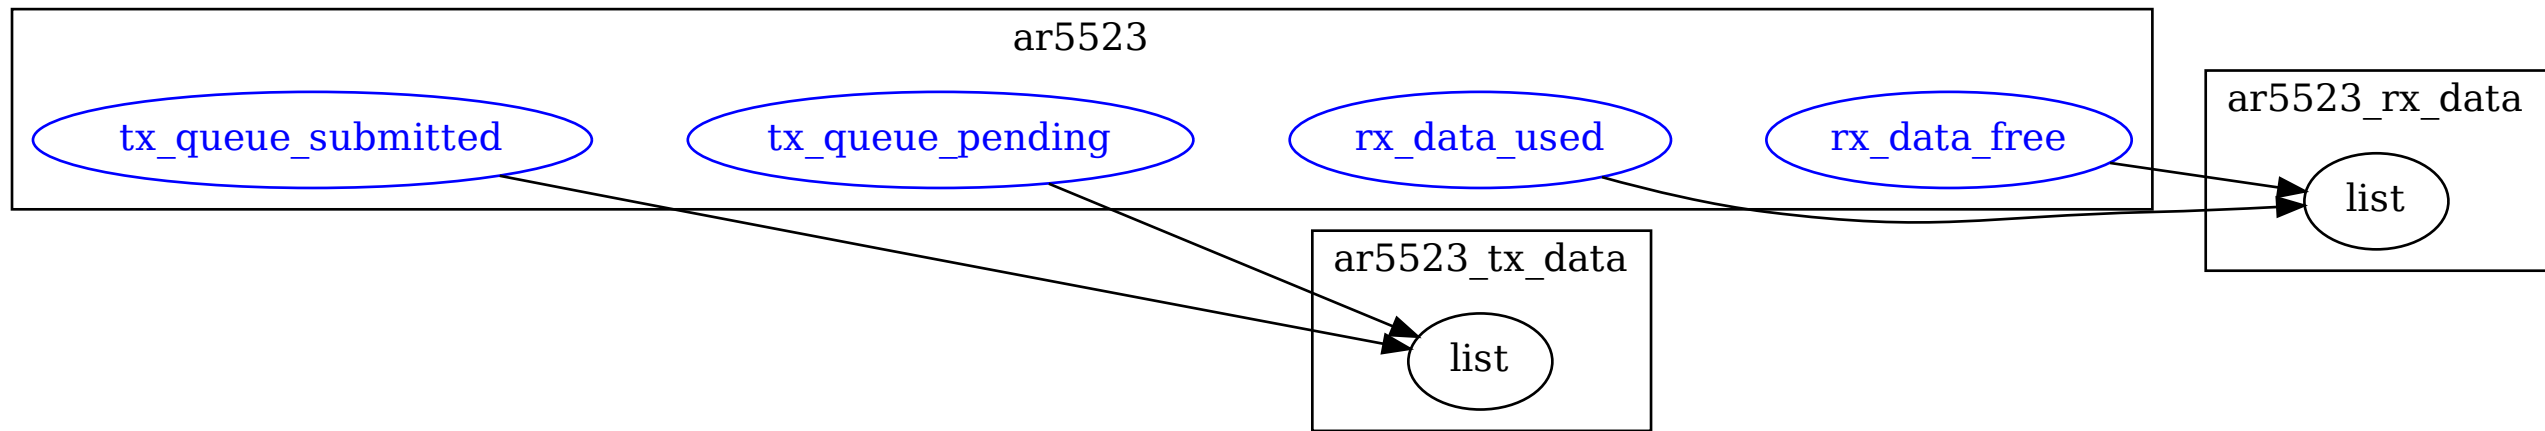 ar5523
tx_queue_submitted
tx_queue_pending
rx_data_used
rx_data_free
ar5523_rx_data
list
ar5523_tx_data
list